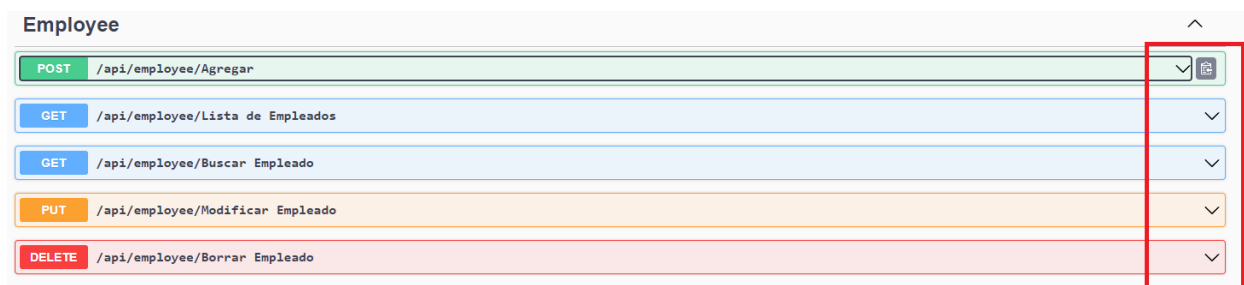 Employee
POST /api/employee/Agregar
GET /api/employee/Lista de Empleados
GET /api/employee/Buscar Empleado
PUT /api/employee/Modificar Empleado
DELETE /api/employee/Borrar Empleado